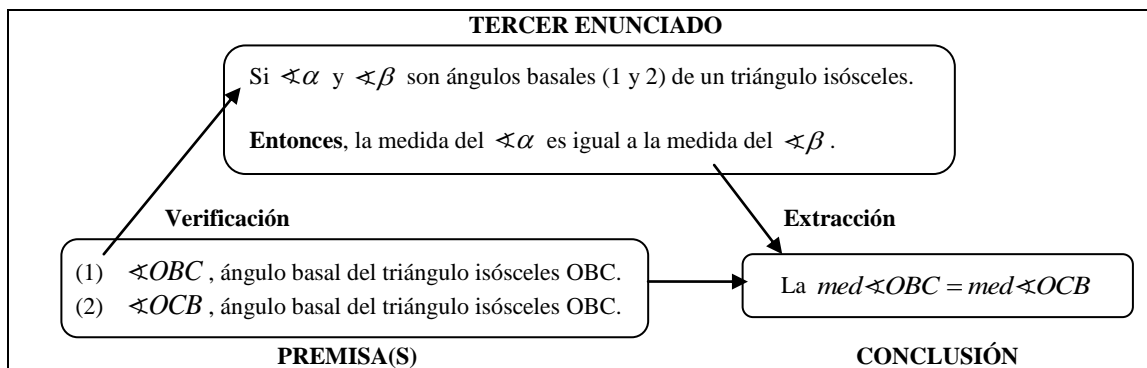 TERCER ENUNCIADO
Si ∢α y ∢β son ángulos basales (1 y 2) de un triángulo isósceles.
Entonces, la medida del ∢α es igual a la medida del ∢β.
Verificación
Extracción
(1) ∢OBC, ángulo basal del triángulo isósceles OBC.
(2) ∢OCB, ángulo basal del triángulo isósceles OBC.
La med∢OBC = med∢OCB
PREMISA(S)
CONCLUSIÓN